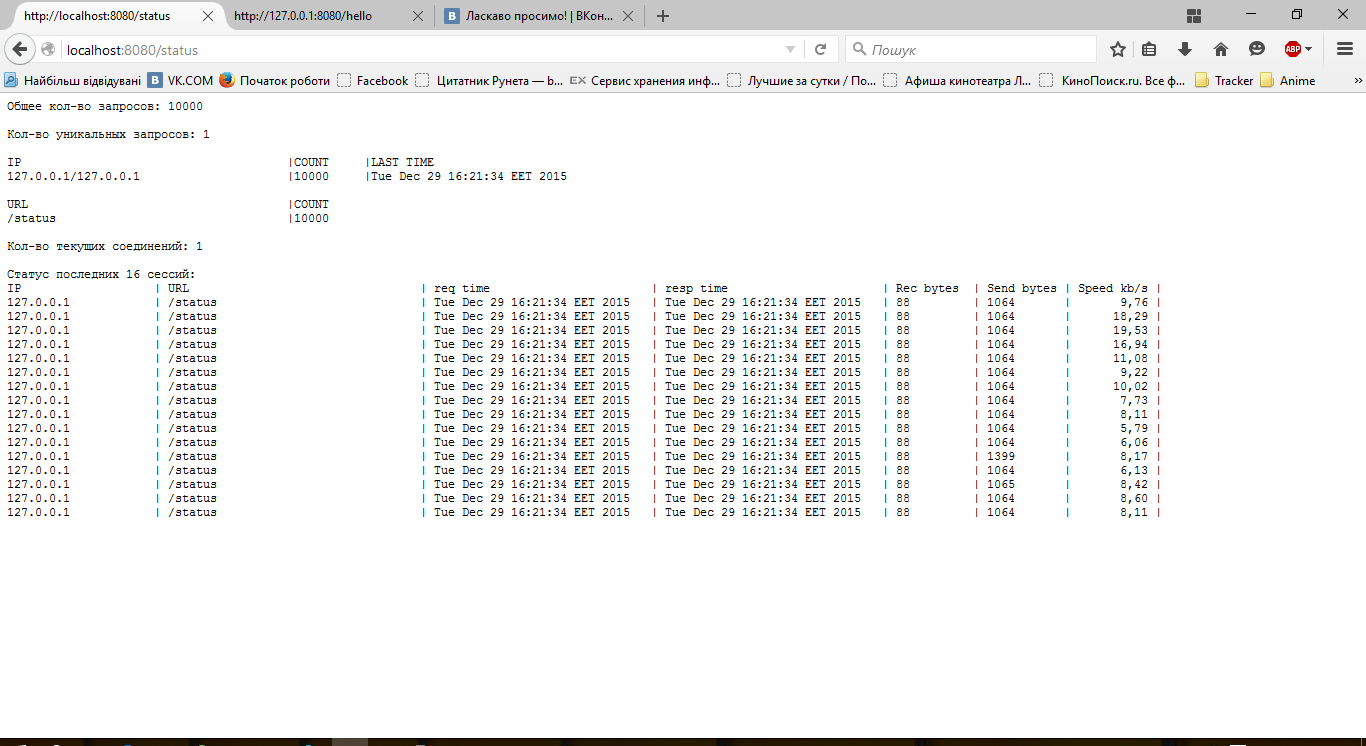 http://localhost:8080/status
http://127.0.0.1:8080/hello
B Ласкаво просимо! | ВКон...
localhost:8080/status
Пошук
ABP
Найбільш відвідувані B VK.COM Початок роботи Facebook Цитатник Рунета — b... EX Сервис хранения инф... Лучшие за сутки / По... Афиша кинотеатра Л... КиноПоиск.ru. Все ф... Tracker Anime »
Общее кол-во запросов: 10000
Кол-во уникальных запросов: 1
IP |COUNT |LAST TIME
127.0.0.1/127.0.0.1 |10000 |Tue Dec 29 16:21:34 EET 2015
URL |COUNT
/status |10000
Кол-во текущих соединений: 1
Статус последних 16 сессий:
IP | URL | req time | resp time | Rec bytes | Send bytes | Speed kb/s |
127.0.0.1 | /status | Tue Dec 29 16:21:34 EET 2015 | Tue Dec 29 16:21:34 EET 2015 | 88 | 1064 | 9,76 |
127.0.0.1 | /status | Tue Dec 29 16:21:34 EET 2015 | Tue Dec 29 16:21:34 EET 2015 | 88 | 1064 | 18,29 |
127.0.0.1 | /status | Tue Dec 29 16:21:34 EET 2015 | Tue Dec 29 16:21:34 EET 2015 | 88 | 1064 | 19,53 |
127.0.0.1 | /status | Tue Dec 29 16:21:34 EET 2015 | Tue Dec 29 16:21:34 EET 2015 | 88 | 1064 | 16,94 |
127.0.0.1 | /status | Tue Dec 29 16:21:34 EET 2015 | Tue Dec 29 16:21:34 EET 2015 | 88 | 1064 | 11,08 |
127.0.0.1 | /status | Tue Dec 29 16:21:34 EET 2015 | Tue Dec 29 16:21:34 EET 2015 | 88 | 1064 | 9,22 |
127.0.0.1 | /status | Tue Dec 29 16:21:34 EET 2015 | Tue Dec 29 16:21:34 EET 2015 | 88 | 1064 | 10,02 |
127.0.0.1 | /status | Tue Dec 29 16:21:34 EET 2015 | Tue Dec 29 16:21:34 EET 2015 | 88 | 1064 | 7,73 |
127.0.0.1 | /status | Tue Dec 29 16:21:34 EET 2015 | Tue Dec 29 16:21:34 EET 2015 | 88 | 1064 | 8,11 |
127.0.0.1 | /status | Tue Dec 29 16:21:34 EET 2015 | Tue Dec 29 16:21:34 EET 2015 | 88 | 1064 | 5,79 |
127.0.0.1 | /status | Tue Dec 29 16:21:34 EET 2015 | Tue Dec 29 16:21:34 EET 2015 | 88 | 1064 | 6,06 |
127.0.0.1 | /status | Tue Dec 29 16:21:34 EET 2015 | Tue Dec 29 16:21:34 EET 2015 | 88 | 1399 | 8,17 |
127.0.0.1 | /status | Tue Dec 29 16:21:34 EET 2015 | Tue Dec 29 16:21:34 EET 2015 | 88 | 1064 | 6,13 |
127.0.0.1 | /status | Tue Dec 29 16:21:34 EET 2015 | Tue Dec 29 16:21:34 EET 2015 | 88 | 1065 | 8,42 |
127.0.0.1 | /status | Tue Dec 29 16:21:34 EET 2015 | Tue Dec 29 16:21:34 EET 2015 | 88 | 1064 | 8,60 |
127.0.0.1 | /status | Tue Dec 29 16:21:34 EET 2015 | Tue Dec 29 16:21:34 EET 2015 | 88 | 1064 | 8,11 |